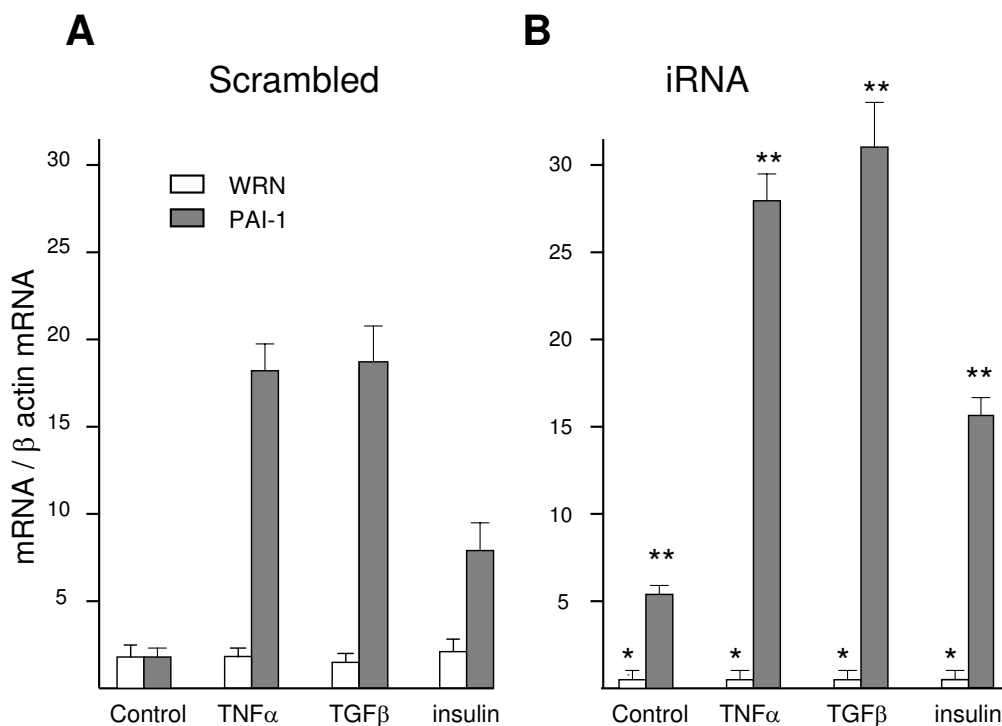 A
Scrambled
mRNA / β actin mRNA
30
25
20
15
10
5
WRN
PAI-1
Control TNFα TGFβ insulin
B
iRNA
30
25
20
15
10
5
** ** ** **
* * * *
Control TNFα TGFβ insulin